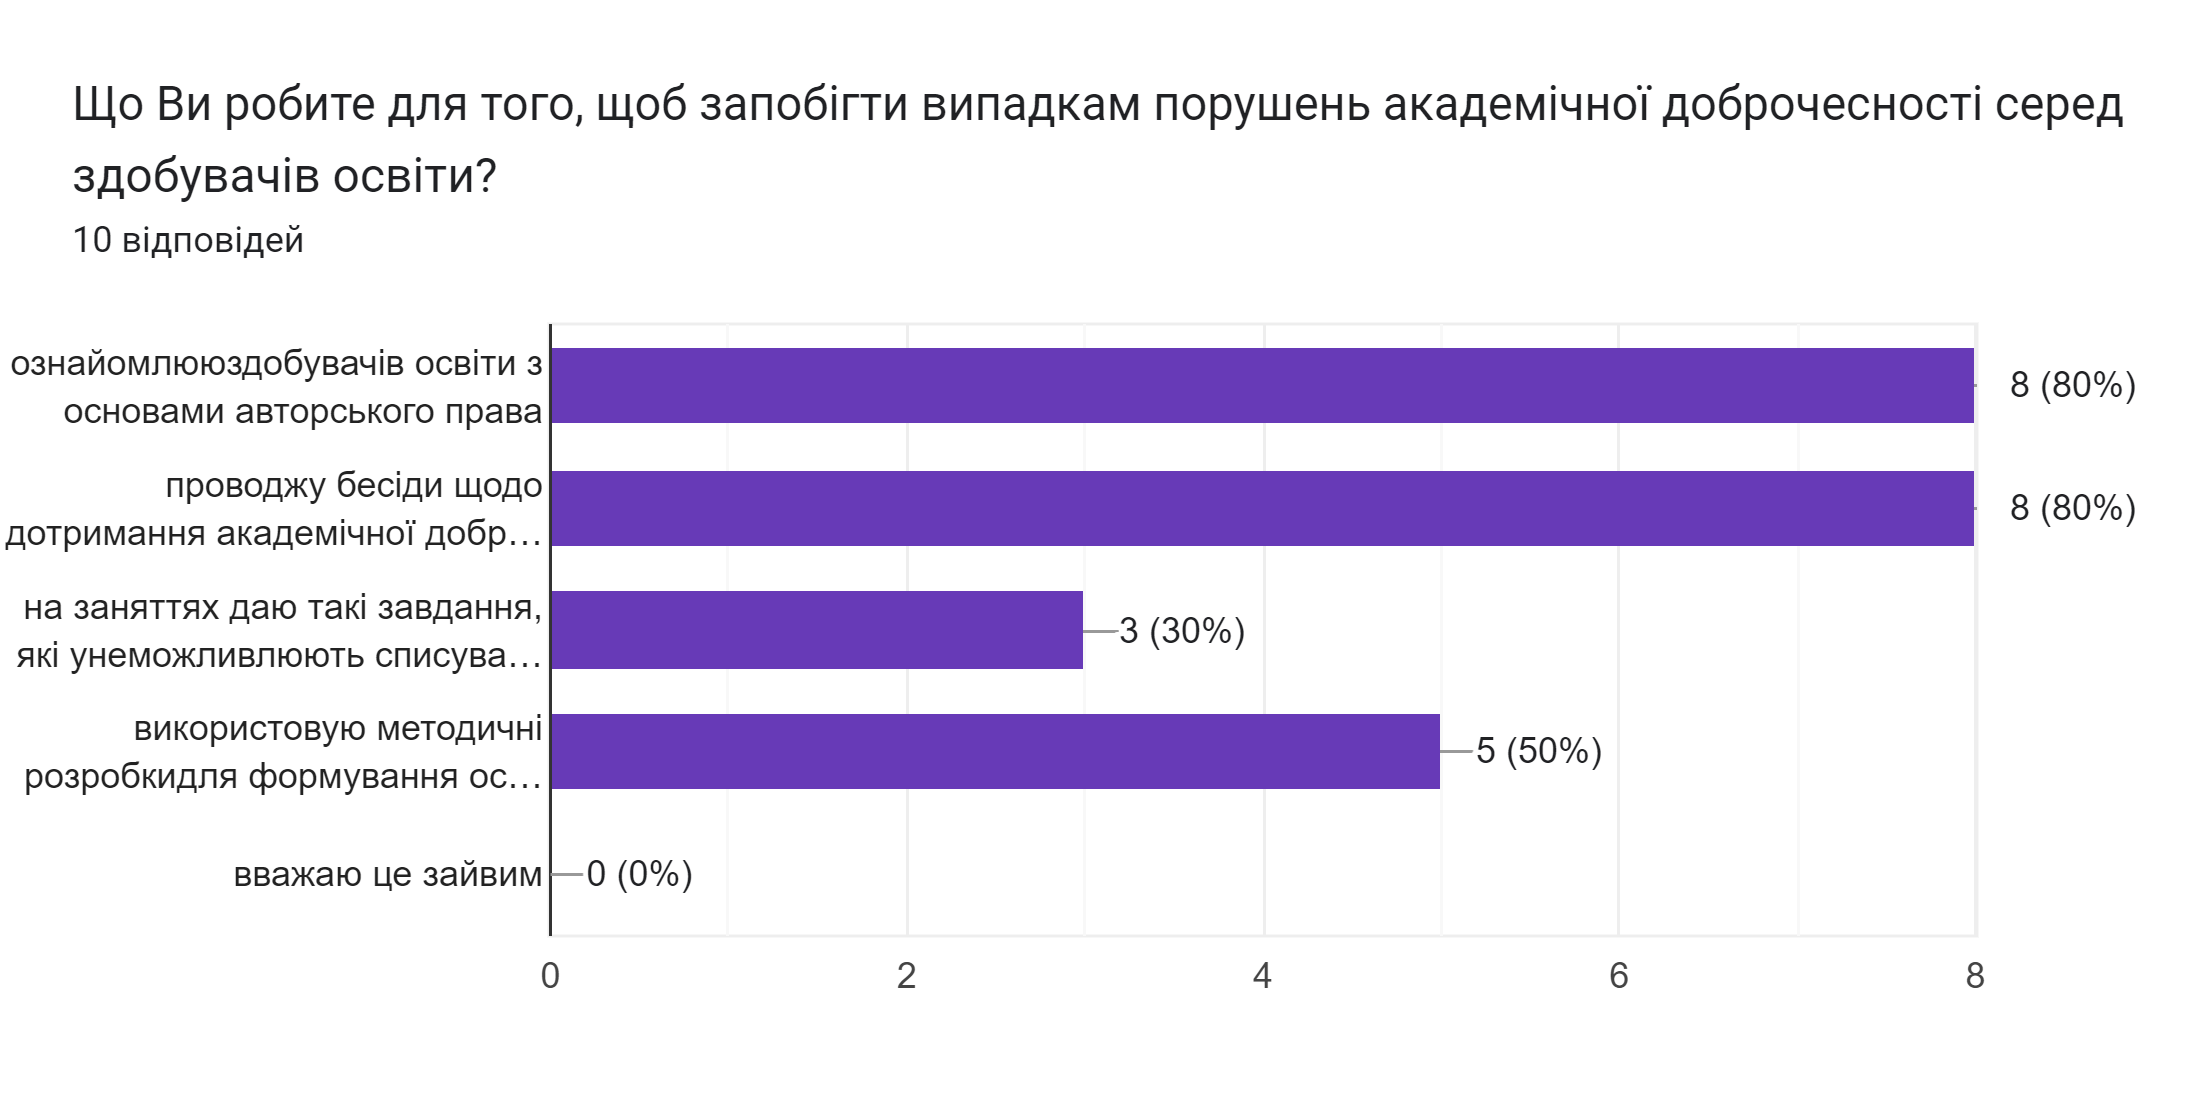 Що Ви робите для того, щоб запобігти випадкам порушень академічної доброчесності серед
здобувачів освіти?
10 відповідей
ознайомлююздобувачів освіти з
основами авторського права
8 (80%)
проводжу бесіди щодо
дотримання академічної добр…
8 (80%)
на заняттях даю такі завдання,
які унеможливлюють списува…
3 (30%)
використовую методичні
розробкидля формування ос…
5 (50%)
вважаю це зайвим
0 (0%)
0 2 4 6 8